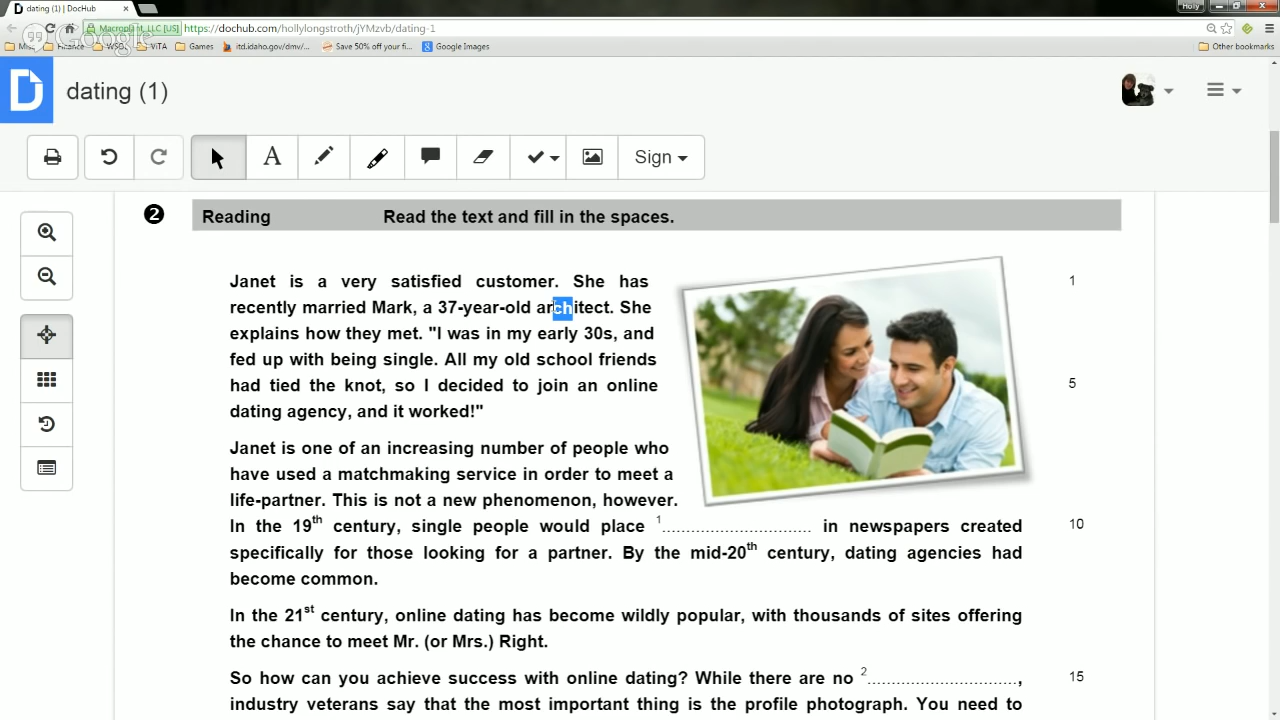 dating (1) | DocHub
Holly
Macroplant, LLC [US] https://dochub.com/hollylongstroth/jYMzvb/dating-1
Google
Finance WSO VITA Games itd.idaho.gov/dmv/... Save 50% off your fi... Google Images Other bookmarks
dating (1)
A Sign
2 Reading Read the text and fill in the spaces.
Janet is a very satisfied customer. She has 1
recently married Mark, a 37-year-old architect. She
explains how they met. "I was in my early 30s, and
fed up with being single. All my old school friends
had tied the knot, so I decided to join an online 5
dating agency, and it worked!"
Janet is one of an increasing number of people who
have used a matchmaking service in order to meet a
life-partner. This is not a new phenomenon, however.
In the 19th century, single people would place 1.............................. in newspapers created 10
specifically for those looking for a partner. By the mid-20th century, dating agencies had
become common.
In the 21st century, online dating has become wildly popular, with thousands of sites offering
the chance to meet Mr. (or Mrs.) Right.
So how can you achieve success with online dating? While there are no 2.............................., 15
industry veterans say that the most important thing is the profile photograph. You need to